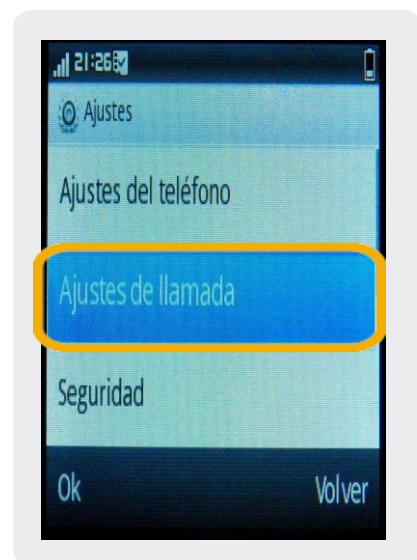 21:26
Ajustes
Ajustes del teléfono
Ajustes de llamada
Seguridad
Ok Volver